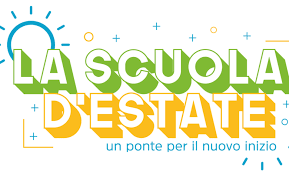 LA SCUOLA
D'ESTATE
un ponte per il nuovo inizio